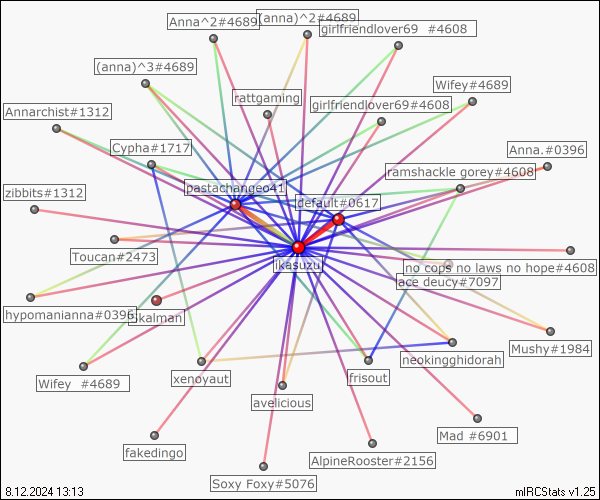 (anna)^2#4689
Anna^2#4689
girlfriendlover69 #4608
(anna)^3#4689
Wifey#4689
rattgaming
girlfriendlover69#4608
Annarchist#1312
Cypha#1717
Anna.#0396
ramshackle gorey#4608
pastachangeo41
zibbits#1312
default#0617
Toucan#2473
ikasuzu
no cops no laws no hope#4608
ace deucy#7097
hypomanianna#0396
skalman
Mushy#1984
neokingghidorah
Wifey #4689
xenoyaut
frisout
avelicious
Mad #6901
fakedingo
AlpineRooster#2156
Soxy Foxy#5076
8.12.2024 13:13
mIRCStats v1.25